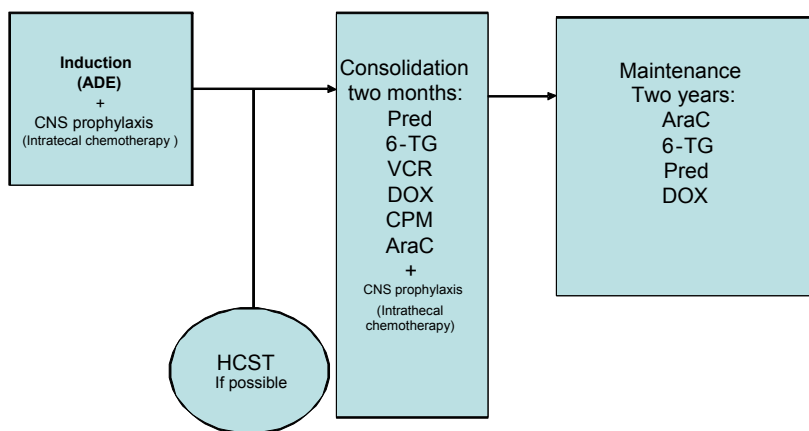 Induction
(ADE)
+
CNS prophylaxis
(Intratecal chemotherapy )
HCST
If possible
Consolidation
two months:
Pred
6-TG
VCR
DOX
CPM
AraC
+
CNS prophylaxis
(Intrathecal
chemotherapy)
Maintenance
Two years:
AraC
6-TG
Pred
DOX